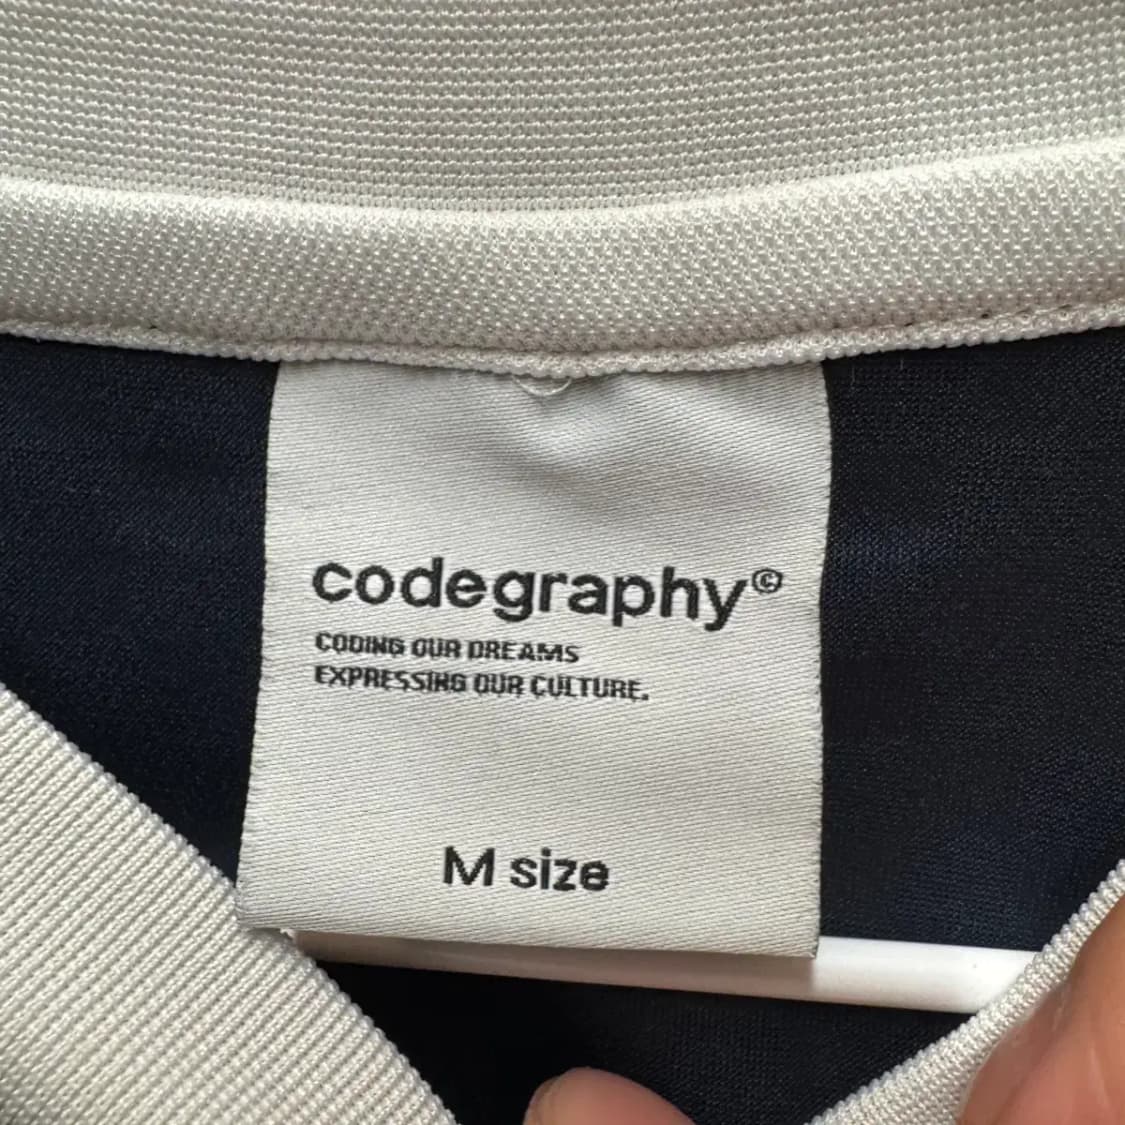 codegraphy©
CODING OUR DREAMS
EXPRESSING OUR CULTURE.
M size